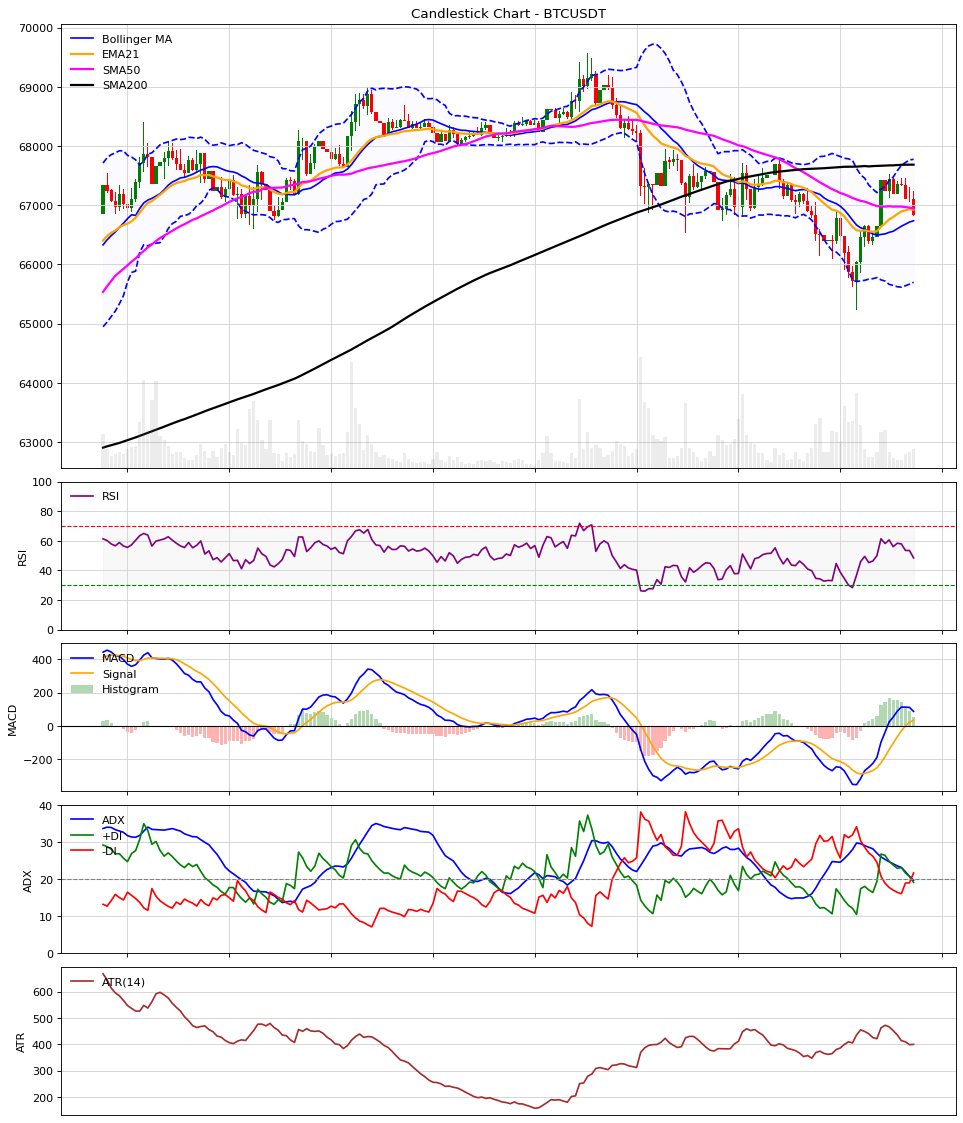 Candlestick Chart - BTCUSDT
70000
Bollinger MA
EMA21
SMA50
SMA200
69000
68000
67000
66000
65000
64000
63000
100
RSI
80
60
RSI
40
20
0
MACD
400
Signal
Histogram
200
MACD
0
−200
40
ADX
+DI
-DI
30
ADX
20
10
0
ATR(14)
600
500
ATR
400
300
200